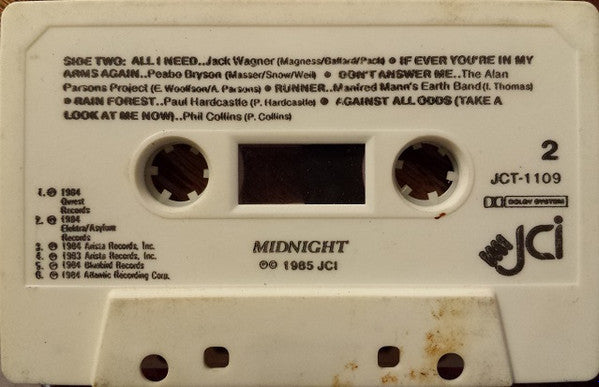 SIDE TWO: ALL I NEED..Jack Wagner (Magness/Ballard/Pack) ● IF EVER YOU'RE IN MY
ARMS AGAIN..Peabo Bryson (Masser/Snow/Weil) ● DON'T ANSWER ME..The Alan
Parsons Project (E. Woolfson/A. Parsons) ● RUNNER..Manfred Mann's Earth Band (I. Thomas)
● RAIN FOREST..Paul Hardcastle (P. Hardcastle) ● AGAINST ALL ODDS (TAKE A
LOOK AT ME NOW)..Phil Collins (P. Collins)
2
JCT-1109
DOLBY SYSTEM
JCI
1. ℗ 1984
Qwest
Records
2. ℗ 1984
Elektra/Asylum
Records
3. ℗ 1984 Arista Records, Inc.
4. ℗ 1983 Arista Records, Inc.
5. ℗ 1984 Bluebird Records
6. ℗ 1984 Atlantic Recording Corp.
MIDNIGHT
℗© 1985 JCI